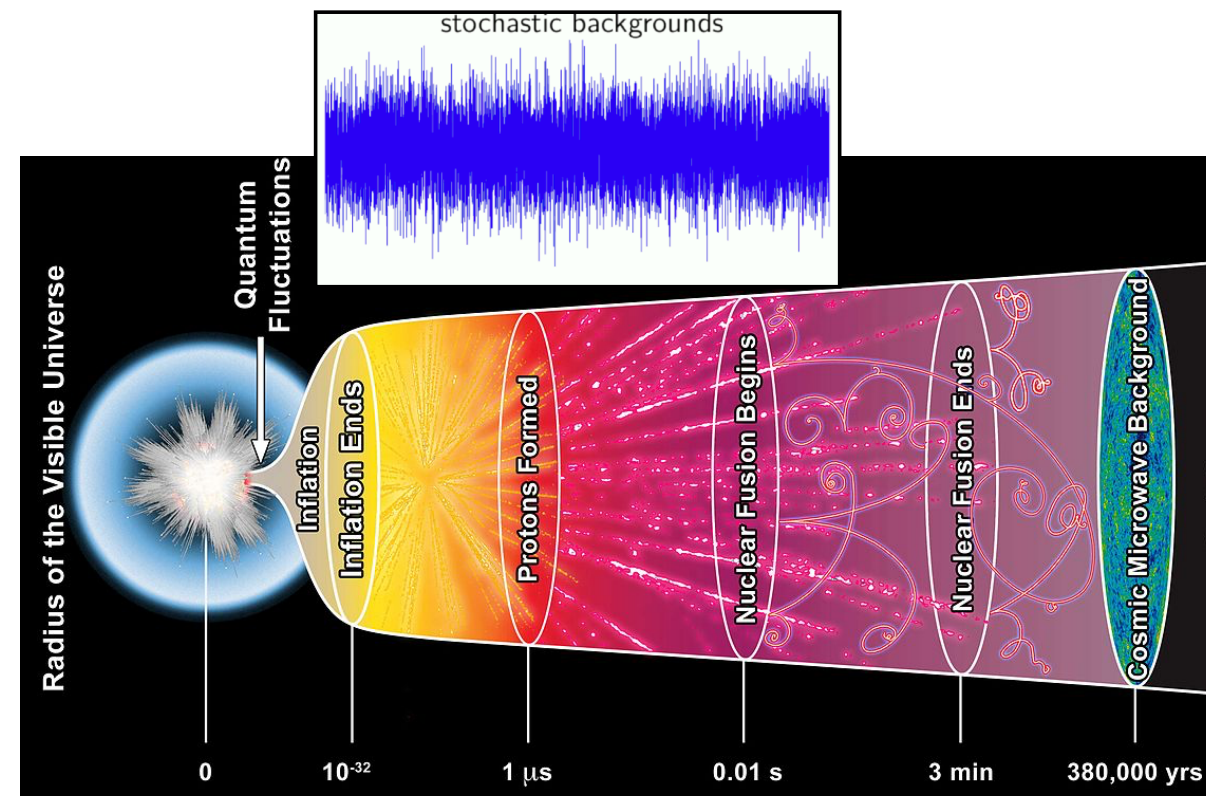 stochastic backgrounds
Radius of the Visible Universe
Quantum
Fluctuations
Inflation
Inflation Ends
Protons Formed
Nuclear Fusion Begins
Nuclear Fusion Ends
Cosmic Microwave Background
0
10⁻³²
1 μs
0.01 s
3 min
380,000 yrs